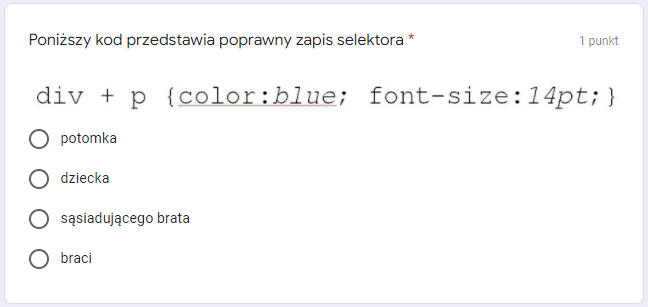 Poniższy kod przedstawia poprawny zapis selektora * 1 punkt
div + p {color:blue; font-size:14pt;}
potomka
dziecka
sąsiadującego brata
braci